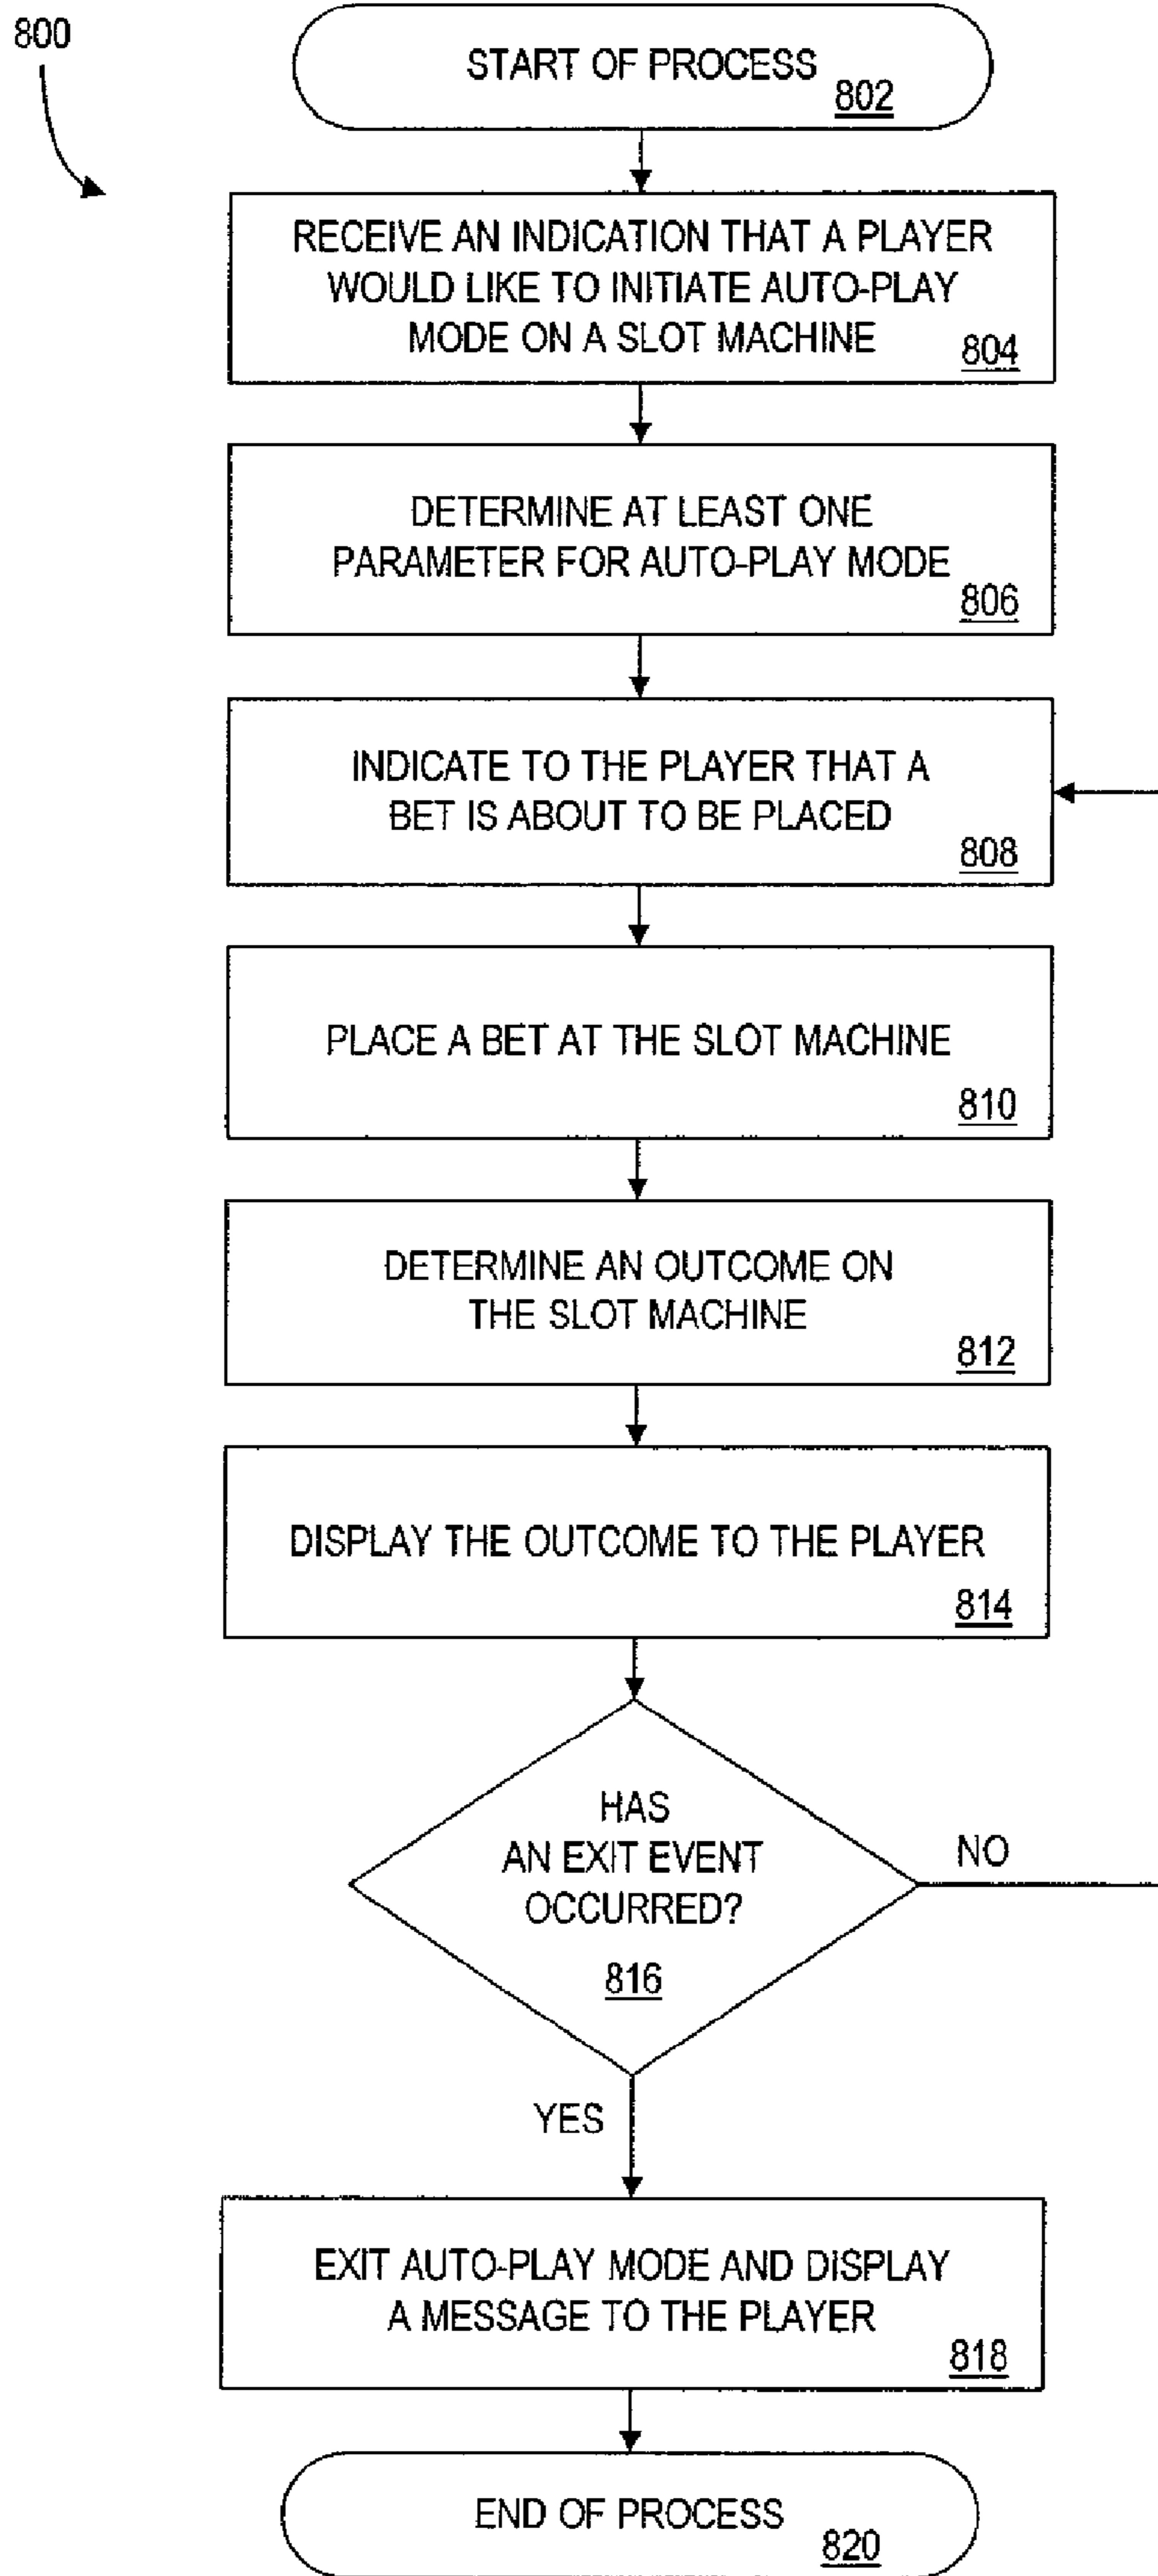 800
START OF PROCESS
802
RECEIVE AN INDICATION THAT A PLAYER
WOULD LIKE TO INITIATE AUTO-PLAY
MODE ON A SLOT MACHINE
804
DETERMINE AT LEAST ONE
PARAMETER FOR AUTO-PLAY MODE
806
INDICATE TO THE PLAYER THAT A
BET IS ABOUT TO BE PLACED
808
PLACE A BET AT THE SLOT MACHINE
810
DETERMINE AN OUTCOME ON
THE SLOT MACHINE
812
DISPLAY THE OUTCOME TO THE PLAYER
814
HAS
AN EXIT EVENT
OCCURRED?
816
NO
YES
EXIT AUTO-PLAY MODE AND DISPLAY
A MESSAGE TO THE PLAYER
818
END OF PROCESS
820